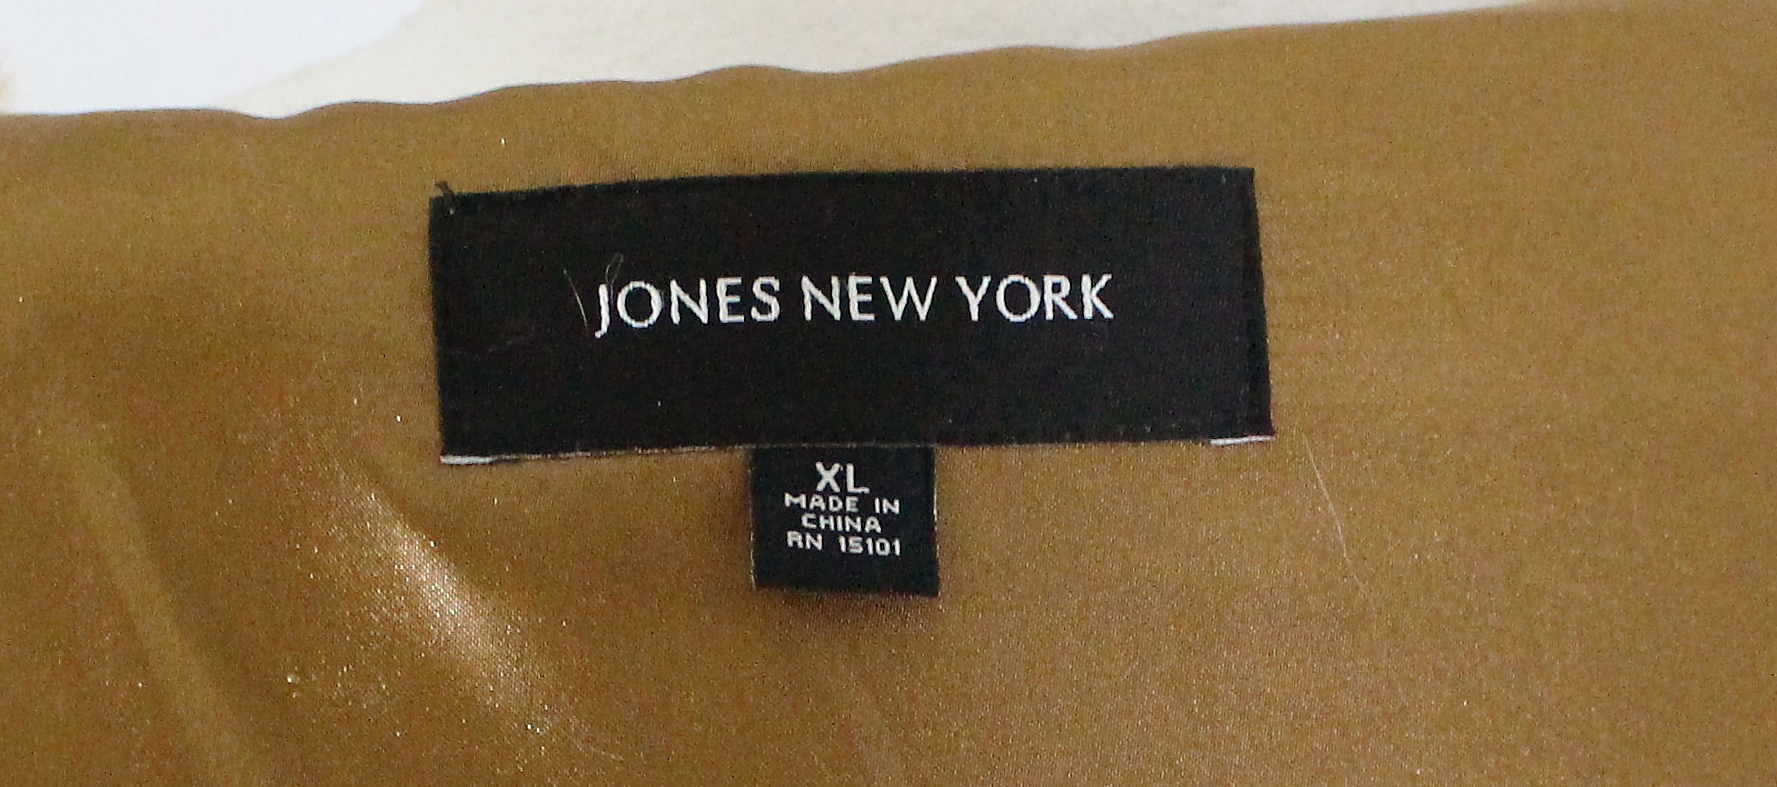 JONES NEW YORK
XL
MADE IN
CHINA
RN 15101